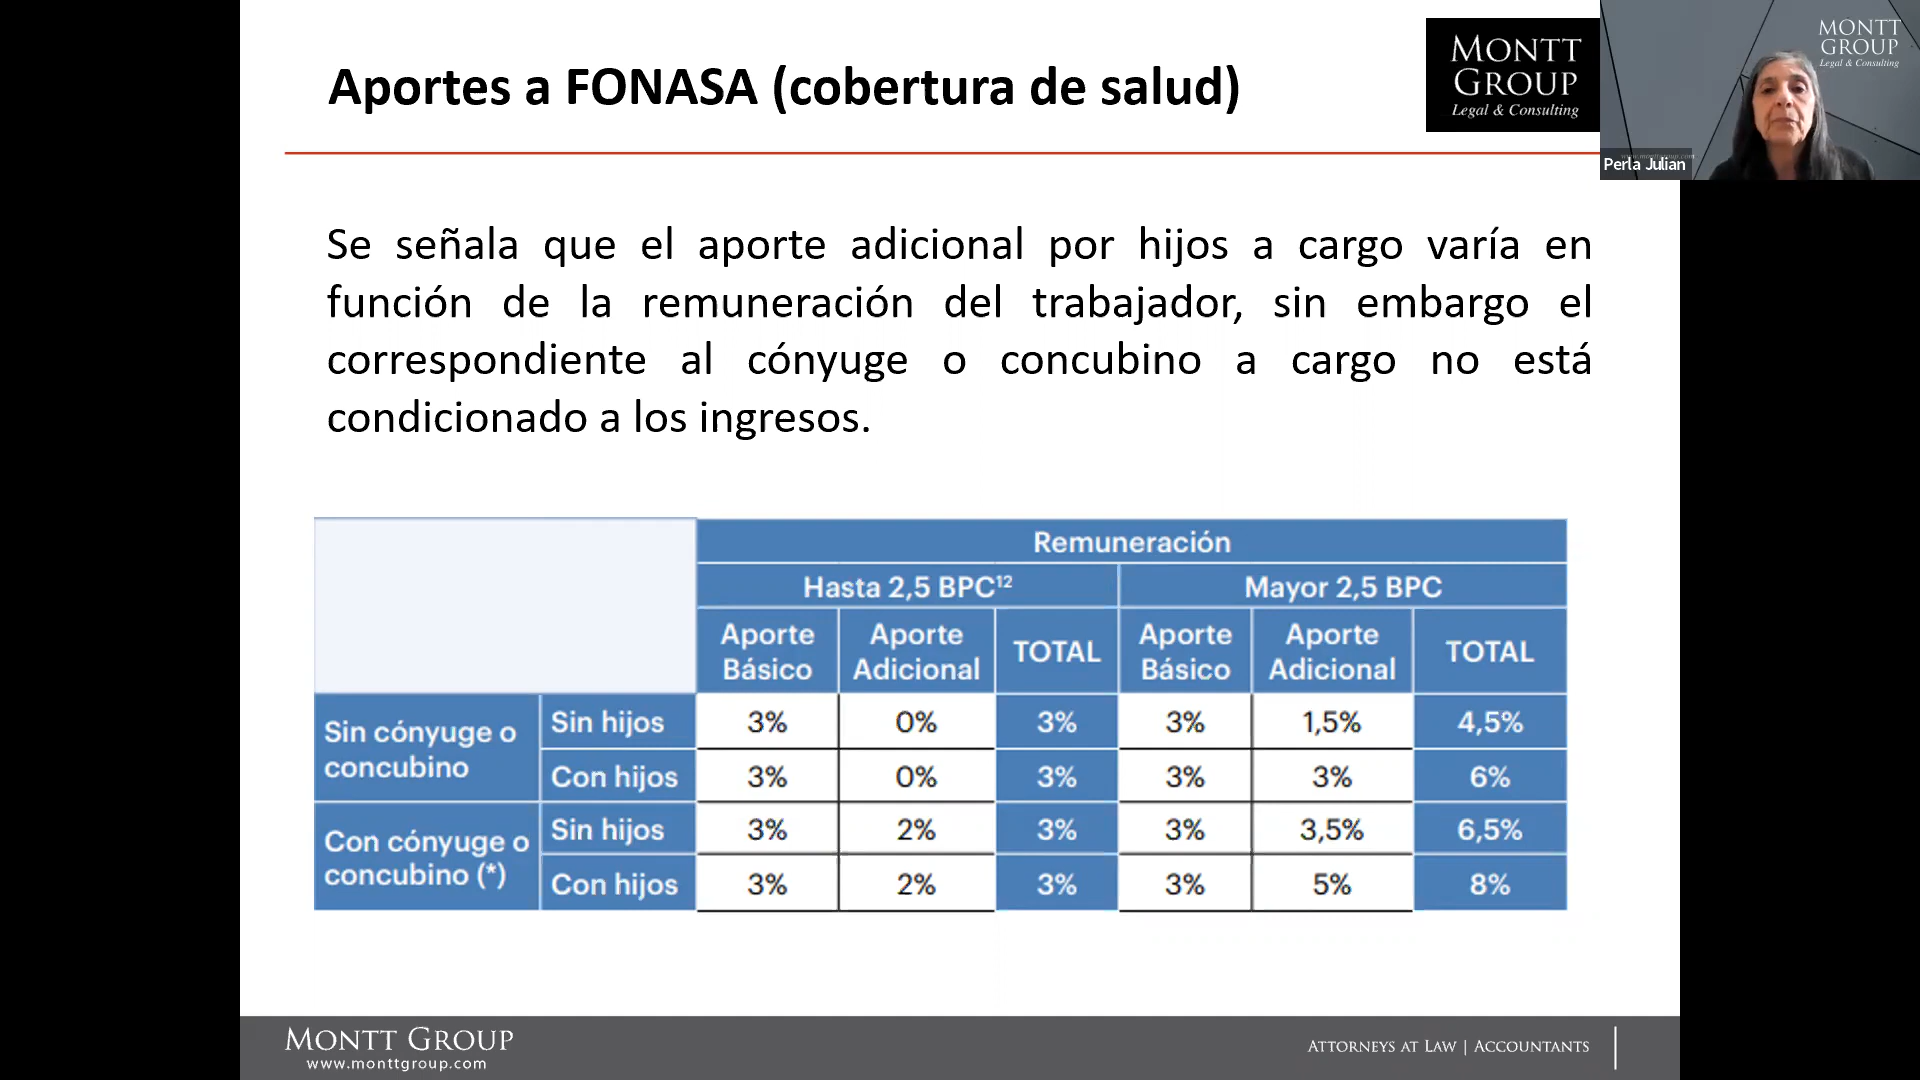 Aportes a FONASA (cobertura de salud)
MONTT
GROUP
Legal & Consulting
MONTT
GROUP
Legal & Consulting
Perla Julian
Se señala que el aporte adicional por hijos a cargo varía en
función de la remuneración del trabajador, sin embargo el
correspondiente al cónyuge o concubino a cargo no está
condicionado a los ingresos.
Remuneración
Hasta 2,5 BPC¹² Mayor 2,5 BPC
Aporte Básico Aporte Adicional TOTAL Aporte Básico Aporte Adicional TOTAL
Sin cónyuge o concubino
Sin hijos 3% 0% 3% 3% 1,5% 4,5%
Con hijos 3% 0% 3% 3% 3% 6%
Con cónyuge o concubino (*)
Sin hijos 3% 2% 3% 3% 3,5% 6,5%
Con hijos 3% 2% 3% 3% 5% 8%
MONTT GROUP
www.monttgroup.com
ATTORNEYS AT LAW | ACCOUNTANTS